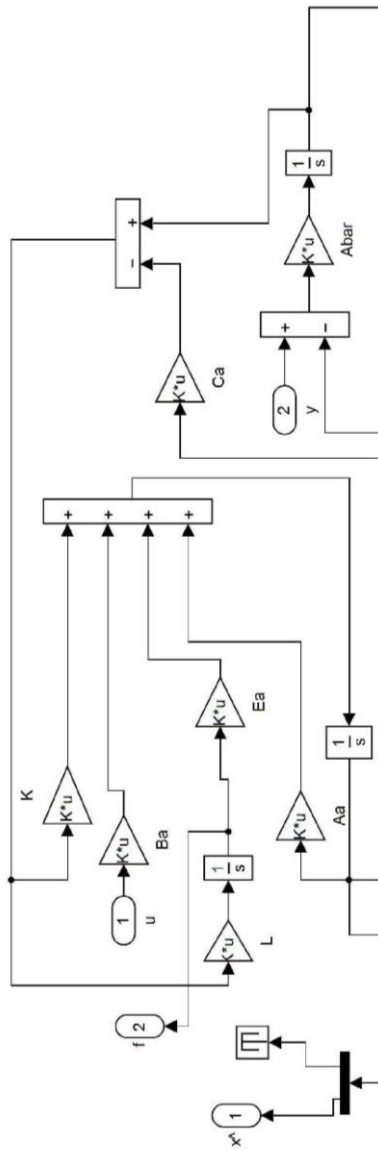 K
K*u
+
−
K*u
Ca
+
1
u
K*u
Ba
+
+
+
f
2
K*u
L
1
s
K*u
Ea
2
y
+
−
K*u
Abar
1
s
x^
1
K*u
Aa
+
1
s